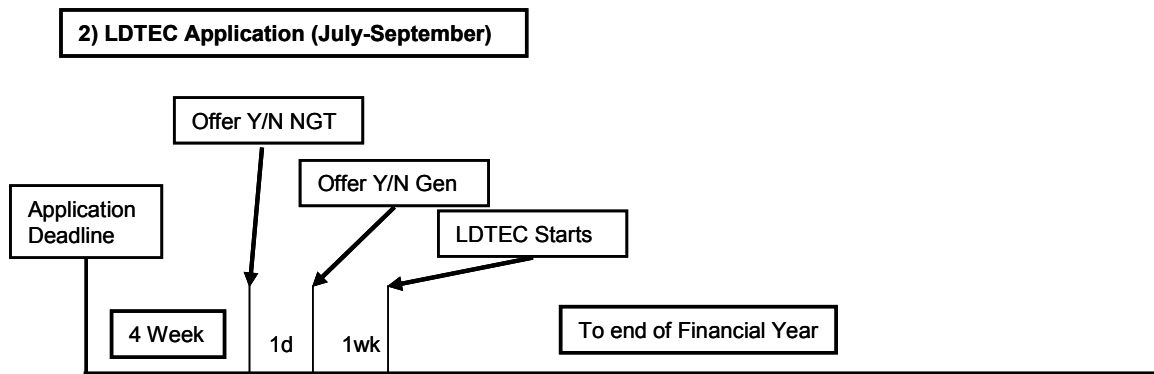 2) LDTEC Application (July-September)
Offer Y/N NGT
Offer Y/N Gen
Application
Deadline
LDTEC Starts
4 Week
1d
1wk
To end of Financial Year